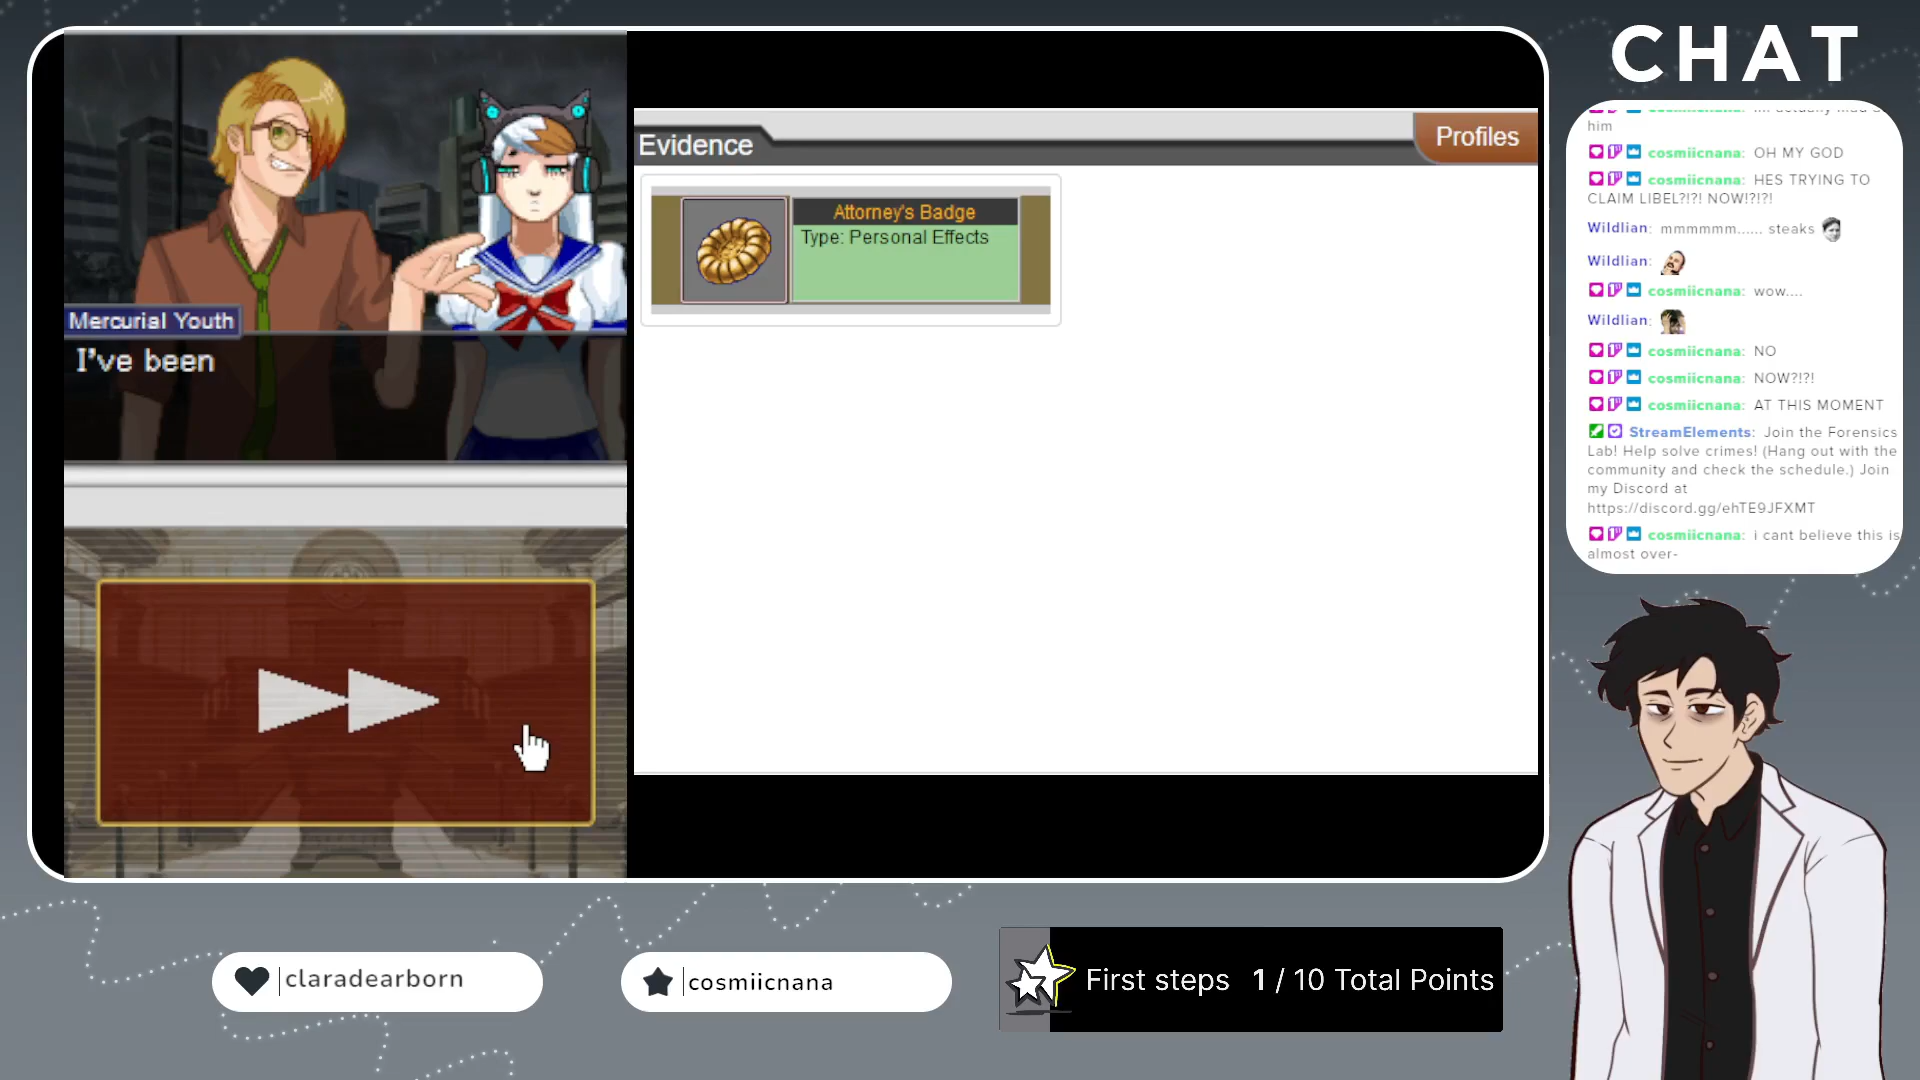 CHAT
Evidence
Profiles
Attorney's Badge
Type: Personal Effects
Mercurial Youth
I've been
him
cosmiicnana: OH MY GOD
cosmiicnana: HES TRYING TO
CLAIM LIBEL?!?! NOW!?!?!
Wildlian: mmmmmm...... steaks
Wildlian:
cosmiicnana: wow....
Wildlian:
cosmiicnana: NO
cosmiicnana: NOW?!?!
cosmiicnana: AT THIS MOMENT
StreamElements: Join the Forensics
Lab! Help solve crimes! (Hang out with the
community and check the schedule.) Join
my Discord at
https://discord.gg/ehTE9JFXMT
cosmiicnana: i cant believe this is
almost over-
claradearborn
cosmiicnana
First steps 1 / 10 Total Points